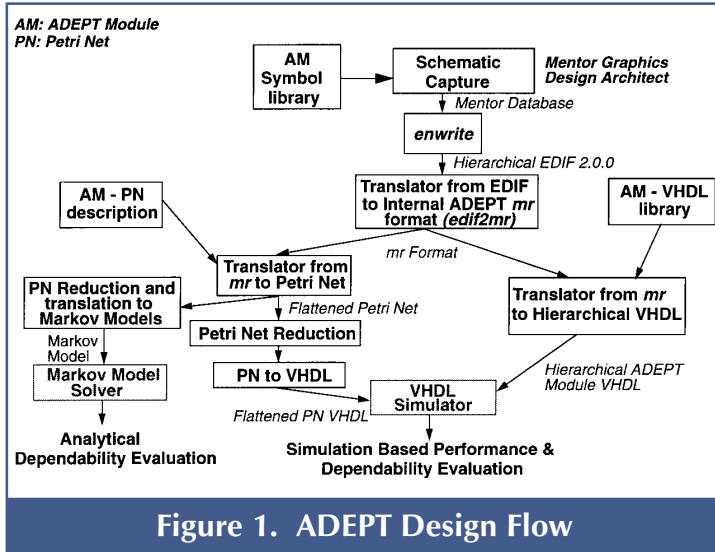 AM: ADEPT Module
PN: Petri Net
AM
Symbol
library
Schematic
Capture
Mentor Graphics
Design Architect
Mentor Database
enwrite
Hierarchical EDIF 2.0.0
Translator from EDIF
to Internal ADEPT mr
format (edif2mr)
AM - PN
description
AM - VHDL
library
mr Format
Translator from
mr to Petri Net
PN Reduction and
translation to
Markov Models
Flattened Petri Net
Translator from mr
to Hierarchical VHDL
Petri Net Reduction
Markov
Model
Markov Model
Solver
PN to VHDL
Hierarchical ADEPT
Module VHDL
VHDL
Simulator
Flattened PN VHDL
Analytical
Dependability Evaluation
Simulation Based Performance &
Dependability Evaluation
Figure 1. ADEPT Design Flow